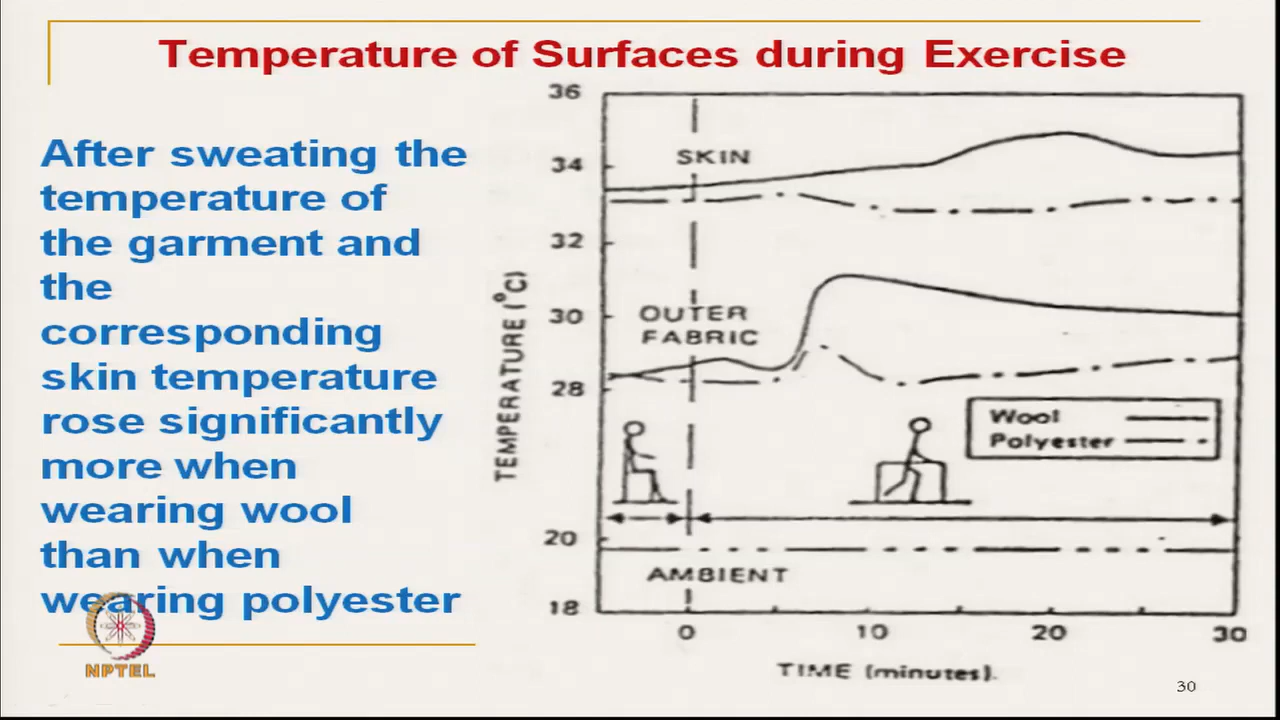 Temperature of Surfaces during Exercise
After sweating the
temperature of
the garment and
the
corresponding
skin temperature
rose significantly
more when
wearing wool
than when
wearing polyester
NPTEL
36
34
32
30
28
20
18
TEMPERATURE (°C)
SKIN
OUTER
FABRIC
Wool
Polyester
AMBIENT
0
10
20
30
TIME (minutes).
30